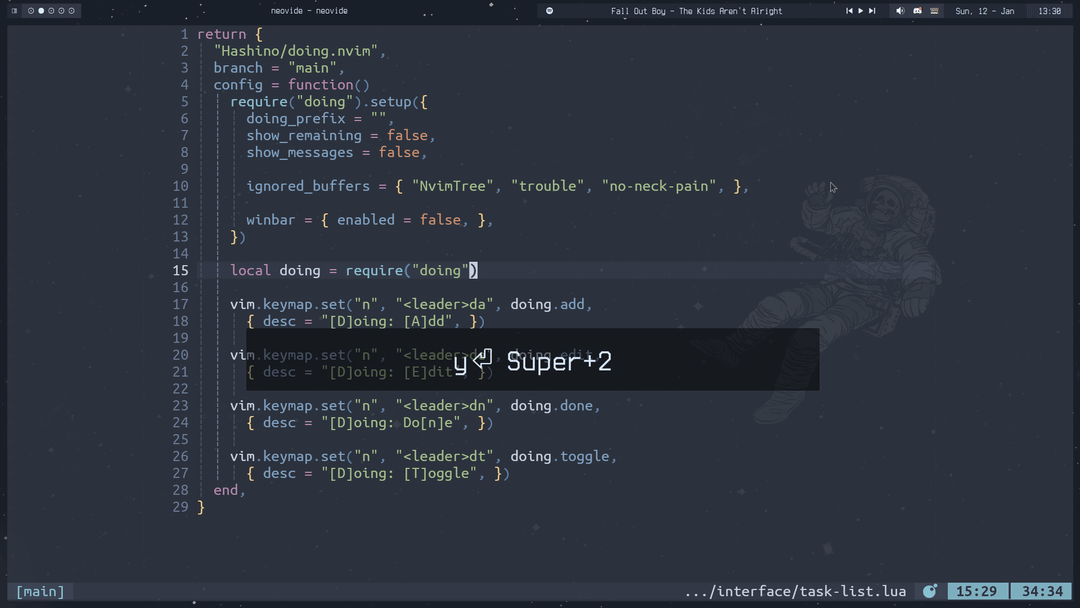 neovide - neovide
Fall Out Boy - The Kids Aren't Alright
Sun. 12 - Jan
13:30
1 return {
2 "Hashino/doing.nvim",
3 branch = "main",
4 config = function()
5 require("doing").setup({
6 doing_prefix = "",
7 show_remaining = false,
8 show_messages = false,
9
10 ignored_buffers = { "NvimTree", "trouble", "no-neck-pain", },
11
12 winbar = { enabled = false, },
13 })
14
15 local doing = require("doing")
16
17 vim.keymap.set("n", "<leader>da", doing.add,
18 { desc = "[D]oing: [A]dd", })
19
20 vim.keymap.set("n", "<leader>de", doing.edit,
21 { desc = "[D]oing: [E]dit", })
22
23 vim.keymap.set("n", "<leader>dn", doing.done,
24 { desc = "[D]oing: Do[n]e", })
25
26 vim.keymap.set("n", "<leader>dt", doing.toggle,
27 { desc = "[D]oing: [T]oggle", })
28 end,
29 }
y⏎ Super+2
[main]
.../interface/task-list.lua
15:29
34:34